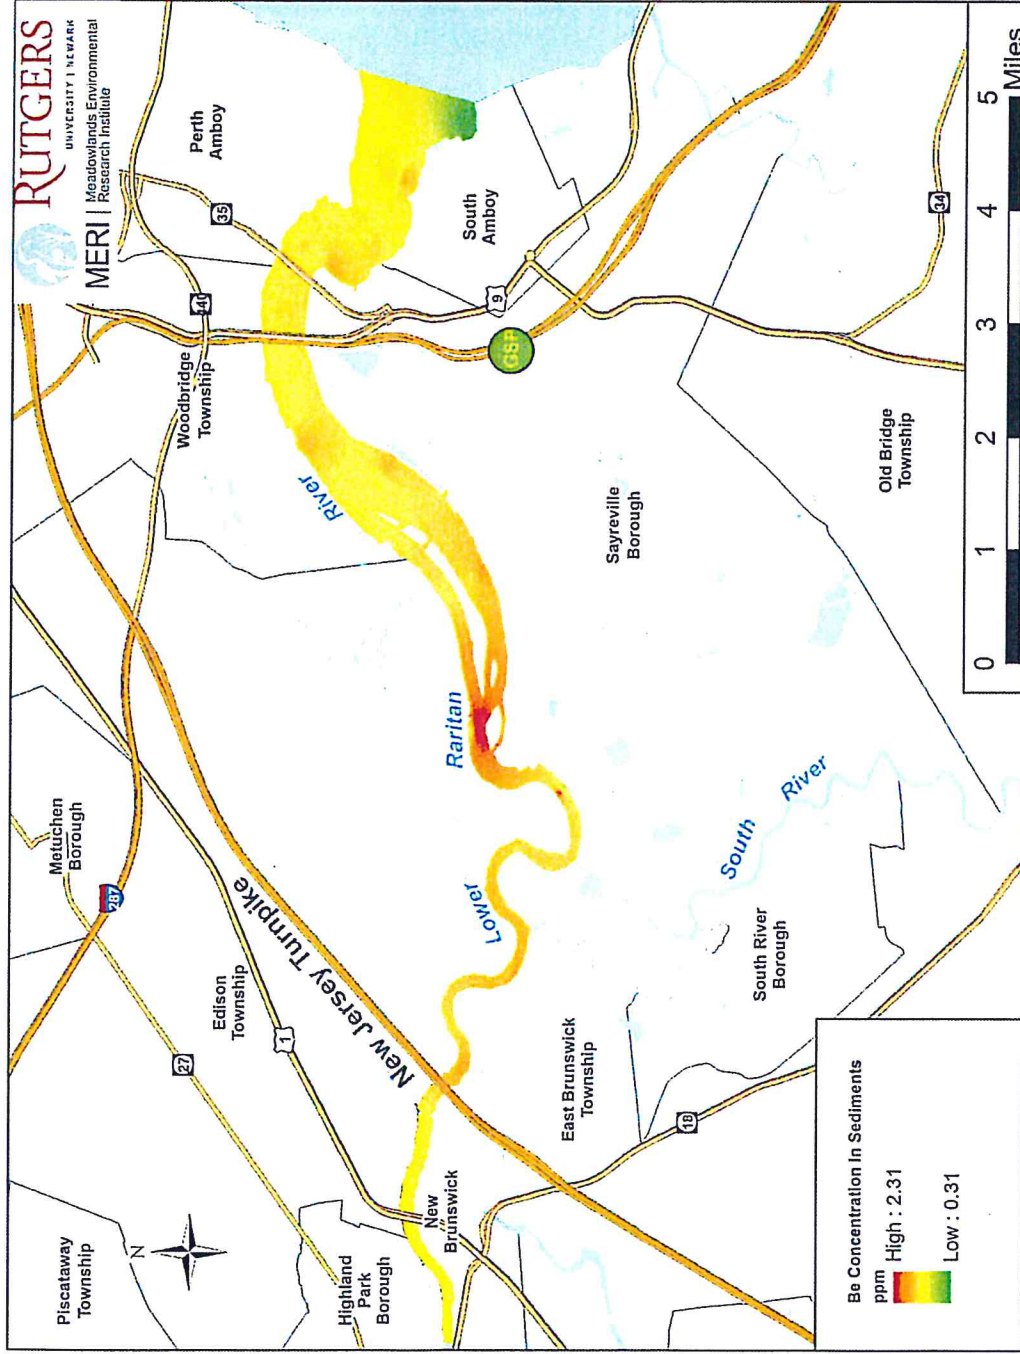 RUTGERS
UNIVERSITY | NEWARK
MERI
Meadowlands Environmental
Research Institute
Piscataway
Township
N
Highland
Park
Borough
New
Brunswick
27
1
Edison
Township
Metuchen
Borough
287
New Jersey Turnpike
Woodbridge
Township
440
35
Perth
Amboy
South
Amboy
9
GSP
Lower
Raritan
River
Sayreville
Borough
Old Bridge
Township
34
South
River
South River
Borough
East Brunswick
Township
18
Be Concentration in Sediments
ppm
High : 2.31
Low : 0.31
0 1 2 3 4 5
Miles